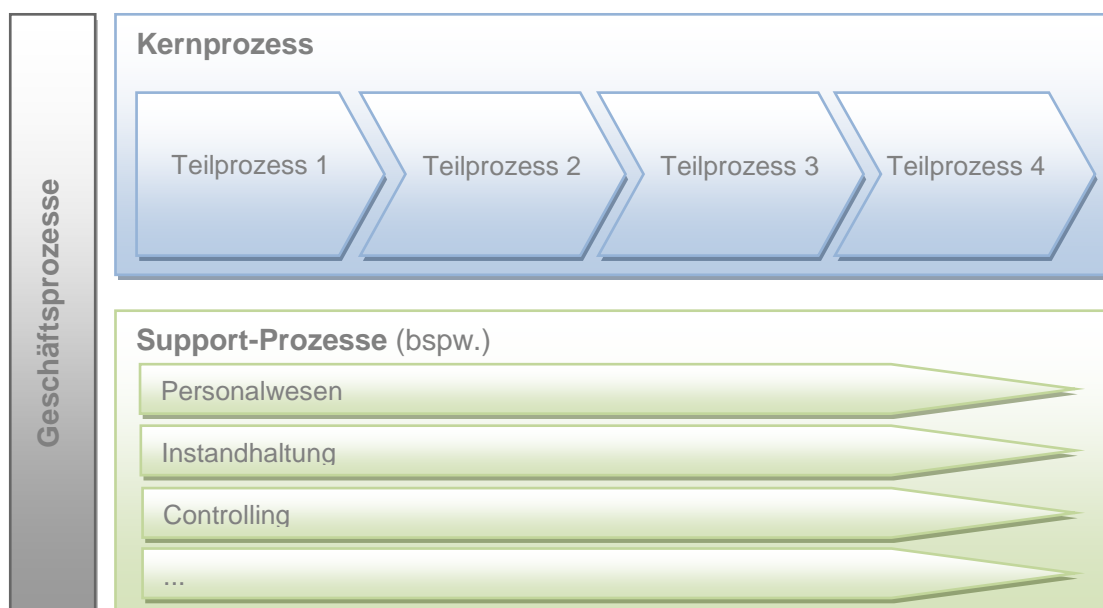 Geschäftsprozesse
Kernprozess
Teilprozess 1
Teilprozess 2
Teilprozess 3
Teilprozess 4
Support-Prozesse (bspw.)
Personalwesen
Instandhaltung
Controlling
...